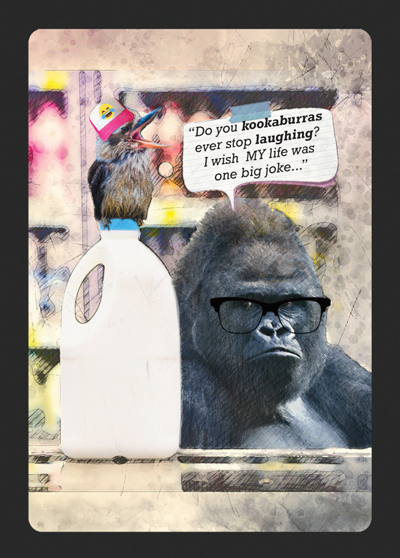 “Do you kookaburras
ever stop laughing?
I wish MY life was
one big joke...”